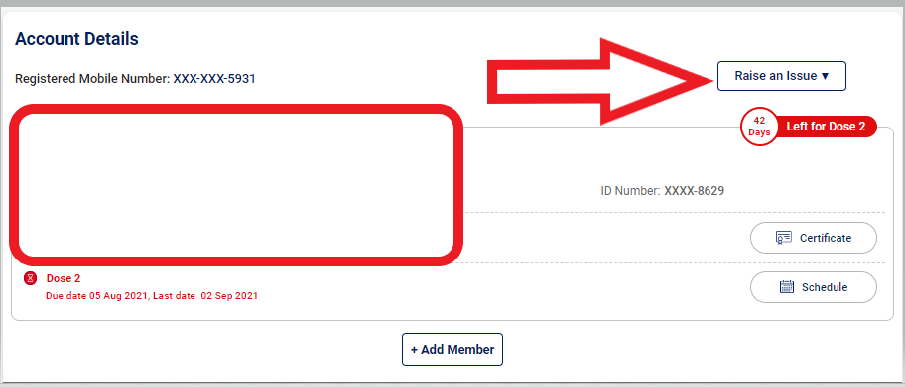 Account Details
Registered Mobile Number: XXX-XXX-5931
Raise an Issue ▾
42
Days
Left for Dose 2
ID Number: XXXX-8629
Certificate
Dose 2
Due date 05 Aug 2021, Last date 02 Sep 2021
Schedule
+ Add Member